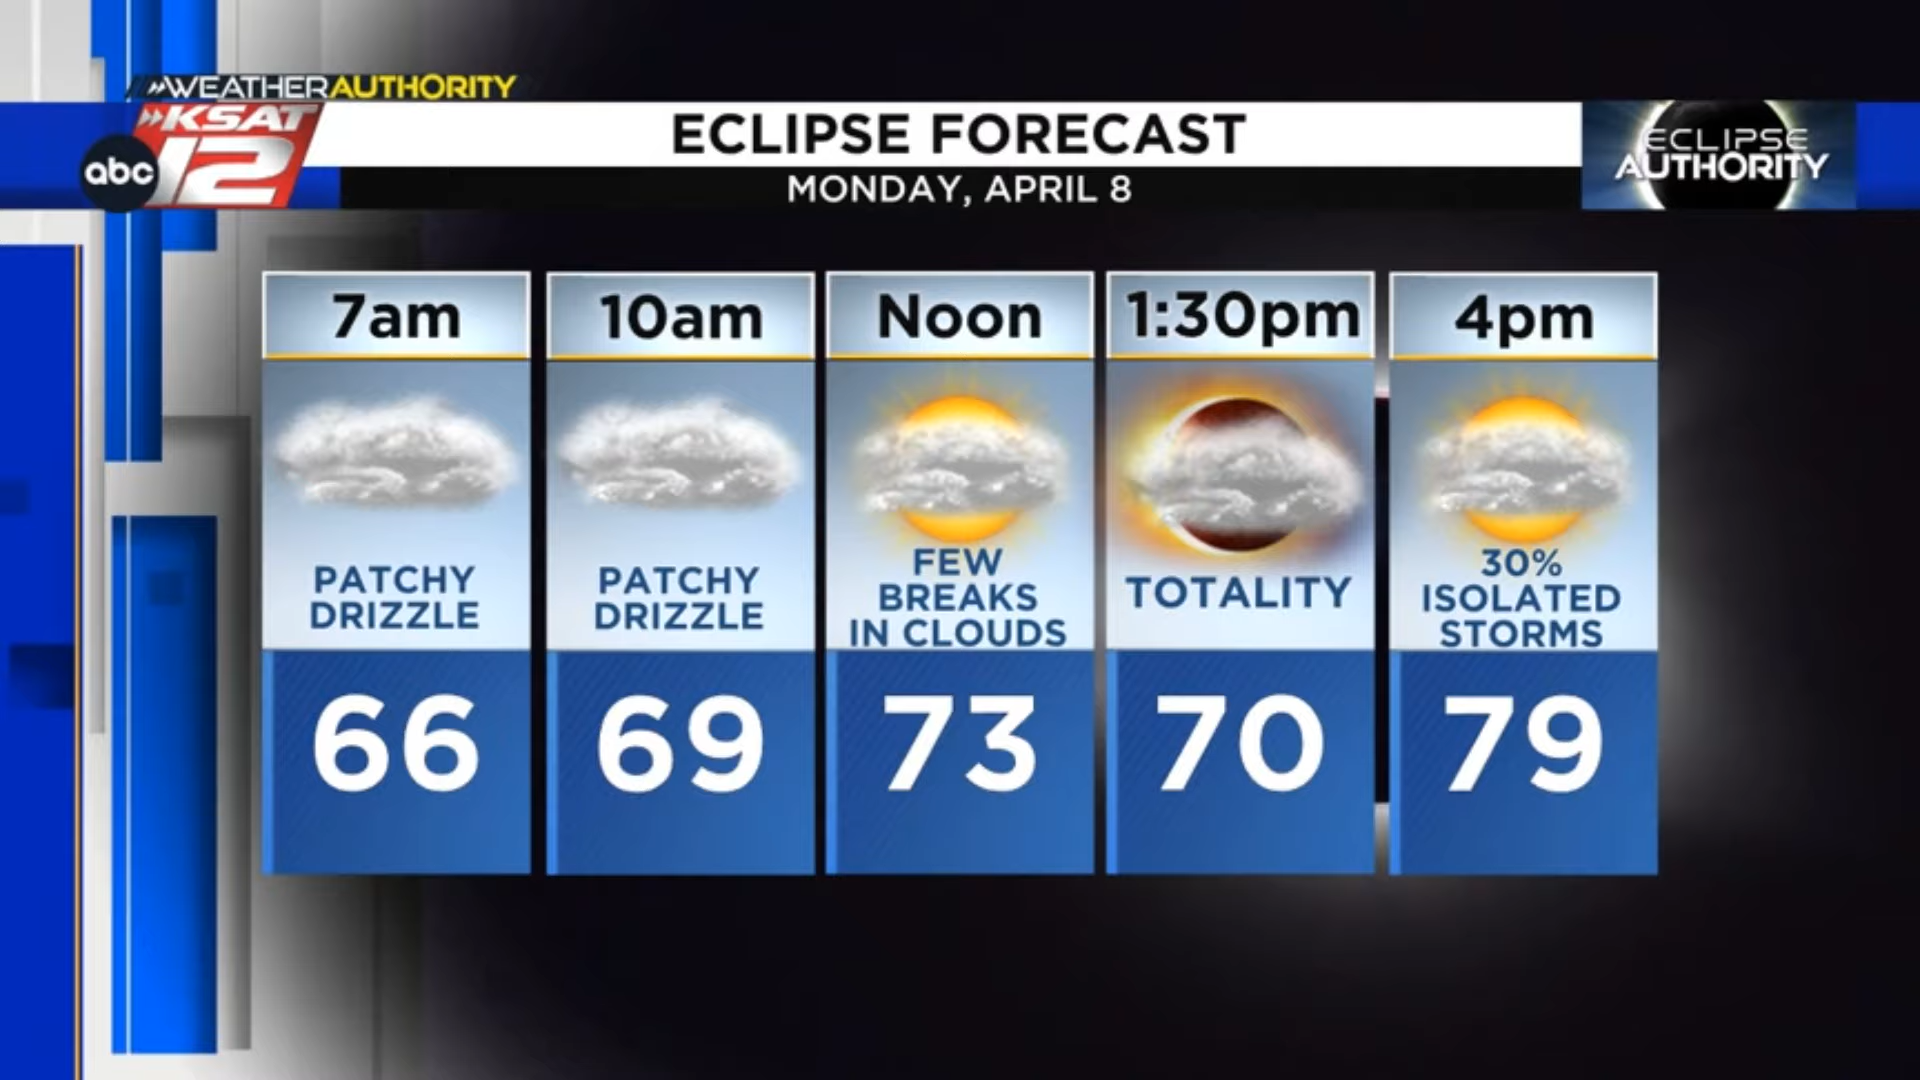 WEATHERAUTHORITY
KSAT
12
abc
ECLIPSE FORECAST
MONDAY, APRIL 8
ECLIPSE
AUTHORITY
7am
PATCHY
DRIZZLE
66
10am
PATCHY
DRIZZLE
69
Noon
FEW
BREAKS
IN CLOUDS
73
1:30pm
TOTALITY
70
4pm
30%
ISOLATED
STORMS
79